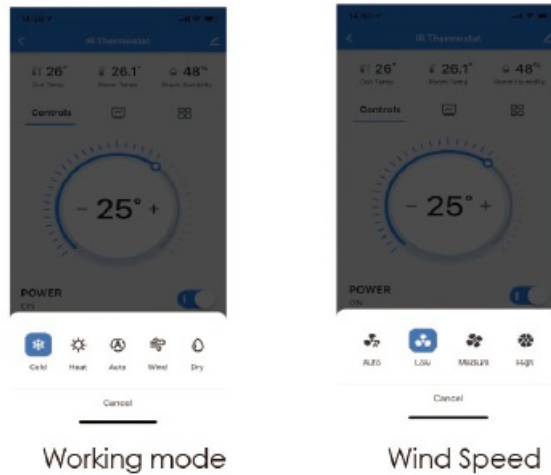 14:56
IR Thermostat
26° 26.1° 48%
Out Temp Room Temp Room Humidity
Controls
- 25° +
POWER
ON
Cold Heat Auto Wind Dry
Cancel
Working mode
IR Thermostat
26° 26.1° 48%
Out Temp Room Temp Room Humidity
Controls
- 25° +
POWER
ON
Auto Low Medium High
Cancel
Wind Speed